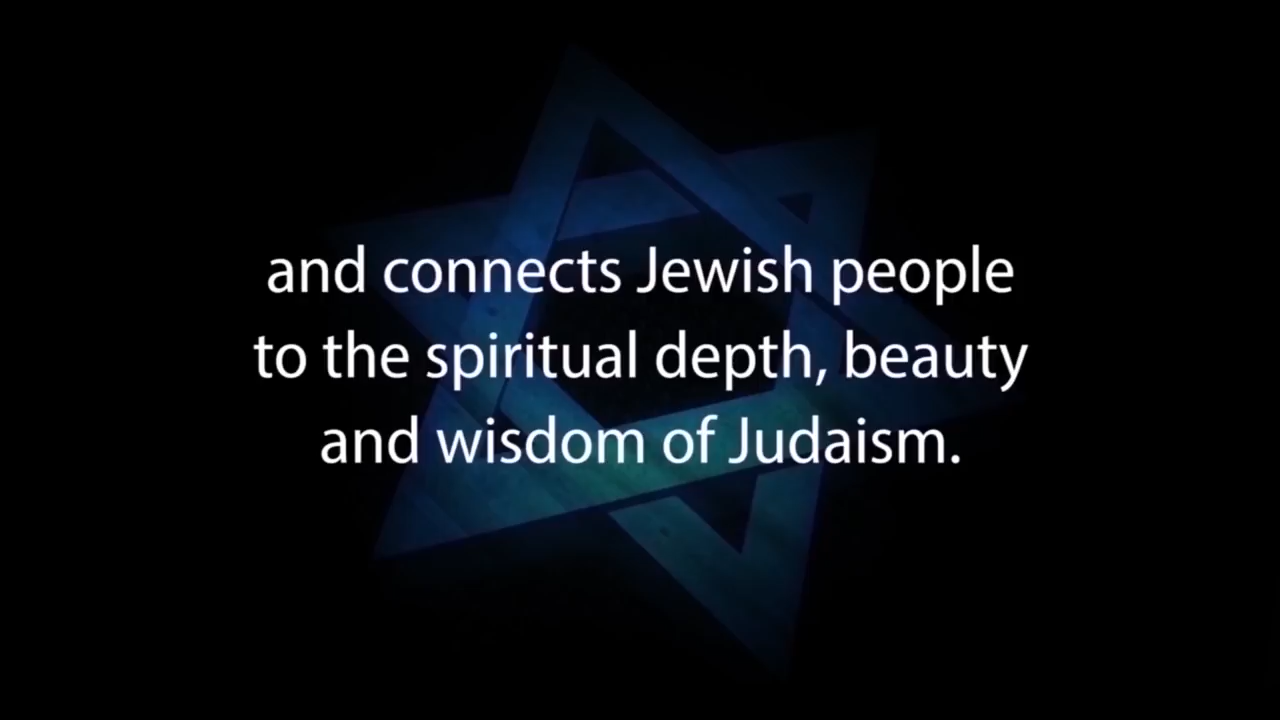 and connects Jewish people
to the spiritual depth, beauty
and wisdom of Judaism.